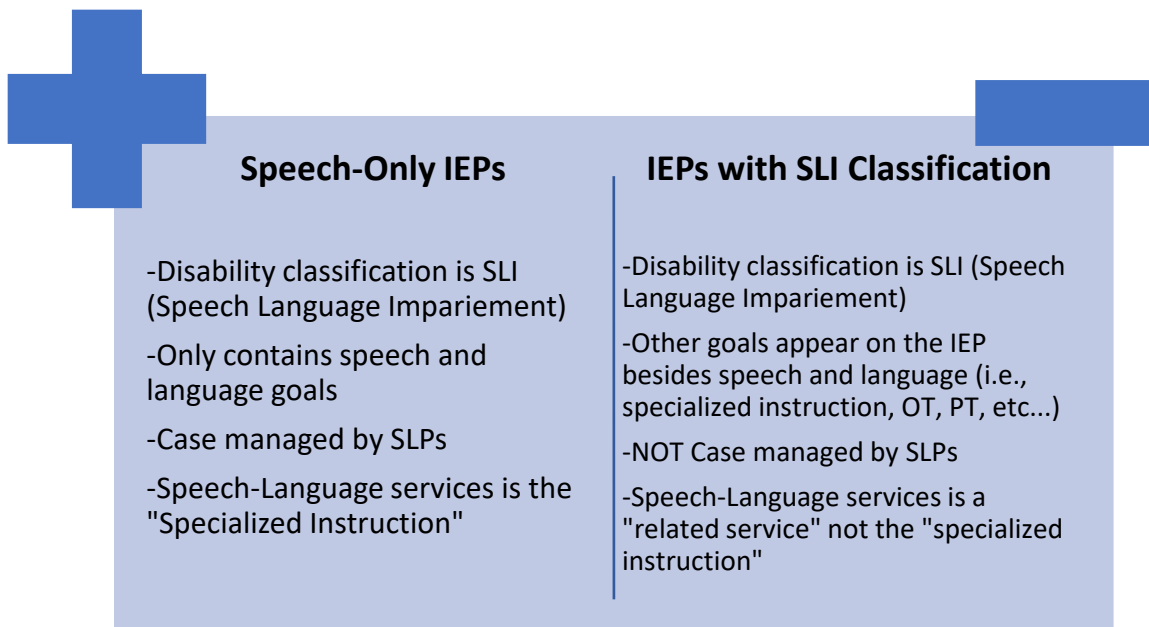 Speech-Only IEPs
-Disability classification is SLI
(Speech Language Impariement)
-Only contains speech and
language goals
-Case managed by SLPs
-Speech-Language services is the
"Specialized Instruction"
IEPs with SLI Classification
-Disability classification is SLI (Speech
Language Impariement)
-Other goals appear on the IEP
besides speech and language (i.e.,
specialized instruction, OT, PT, etc...)
-NOT Case managed by SLPs
-Speech-Language services is a
"related service" not the "specialized
instruction"